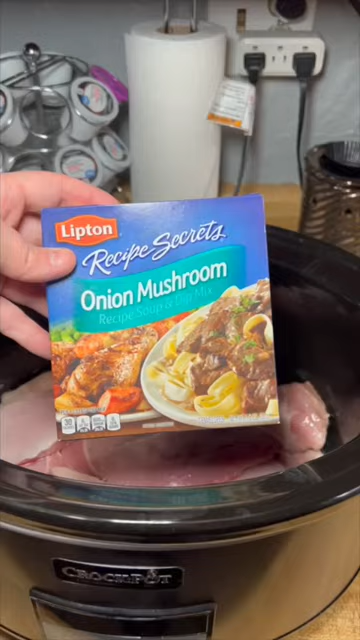 Lipton
Recipe Secrets
Onion Mushroom
Recipe Soup & Dip Mix
CROCKPOT